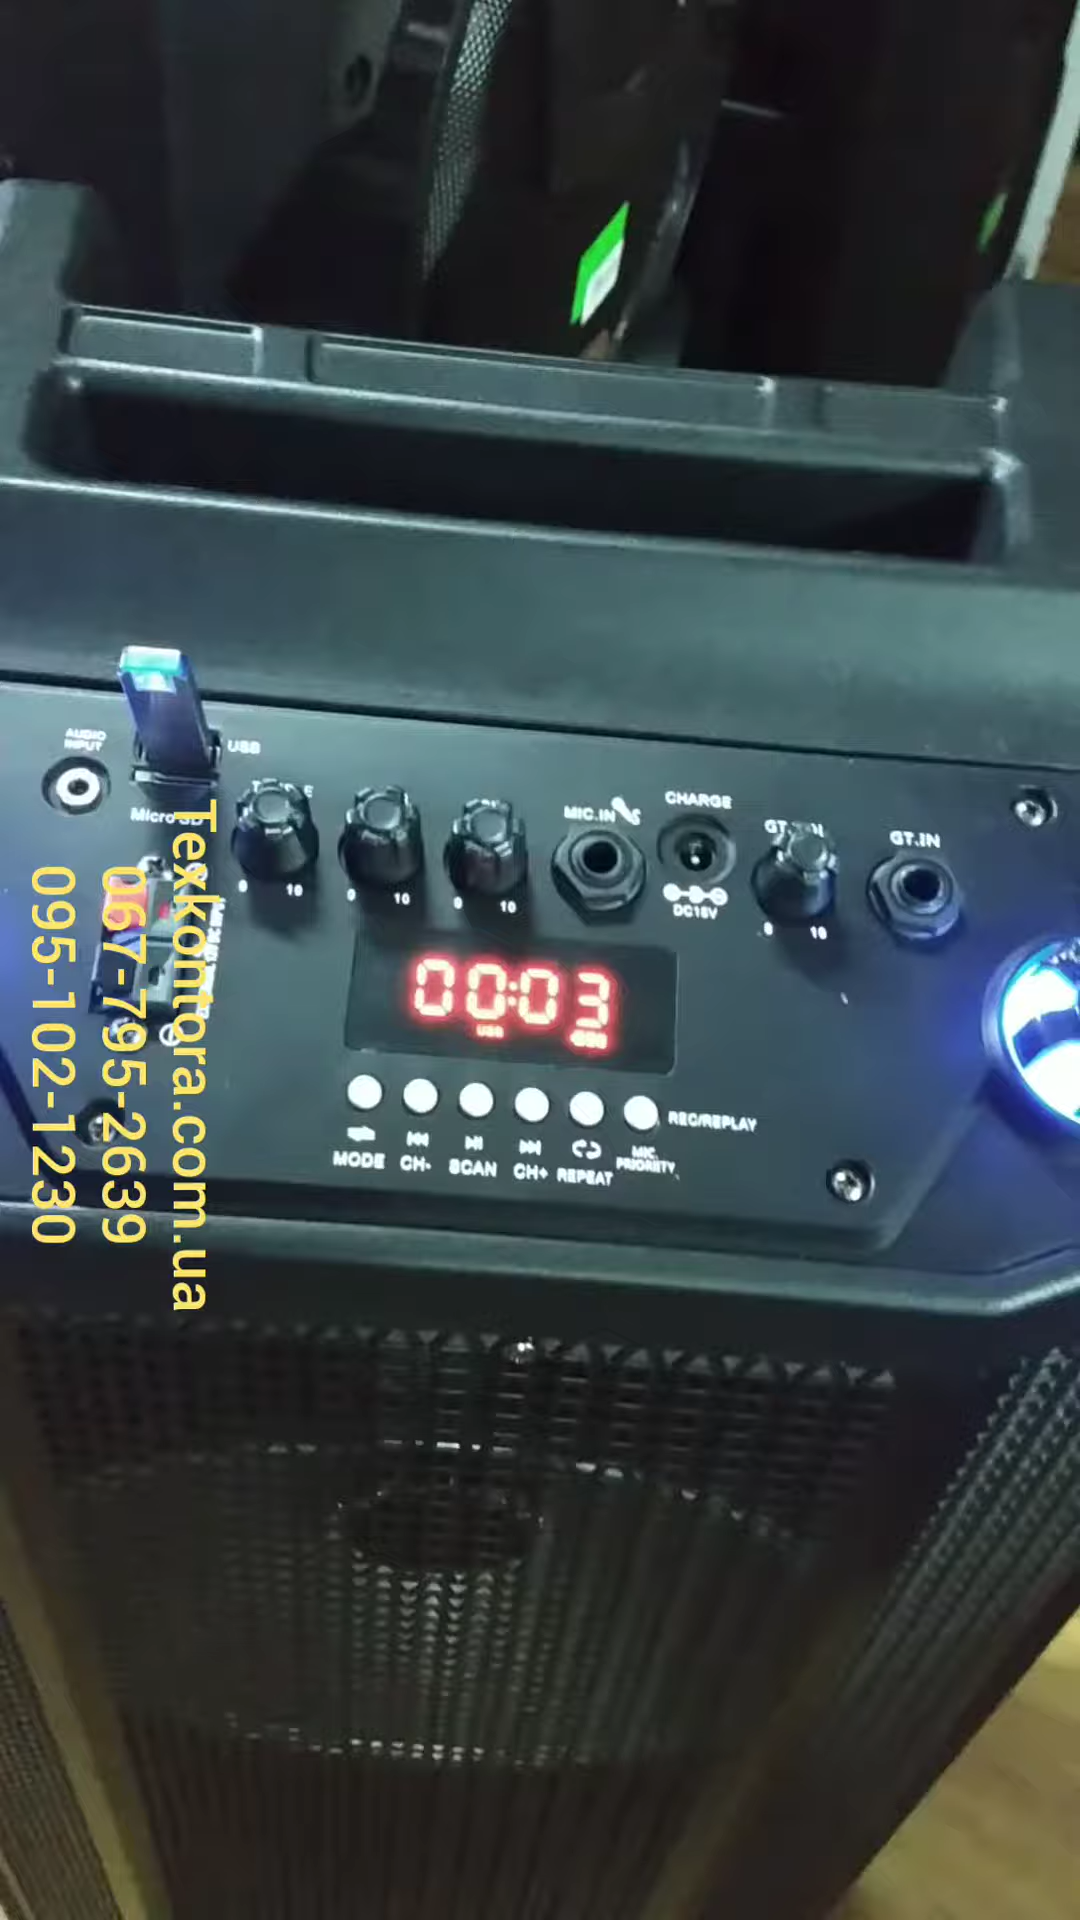 AUDIO
INPUT
USB
Micro SD
0 10
0 10
0 10
MIC.IN
CHARGE
DC15V
0 10
GT.IN
00:03
USB
MODE
CH-
SCAN
CH+
REPEAT
MIC.
PRIORITY
REC/REPLAY
Texkontora.com.ua
067-795-2639
095-102-1230